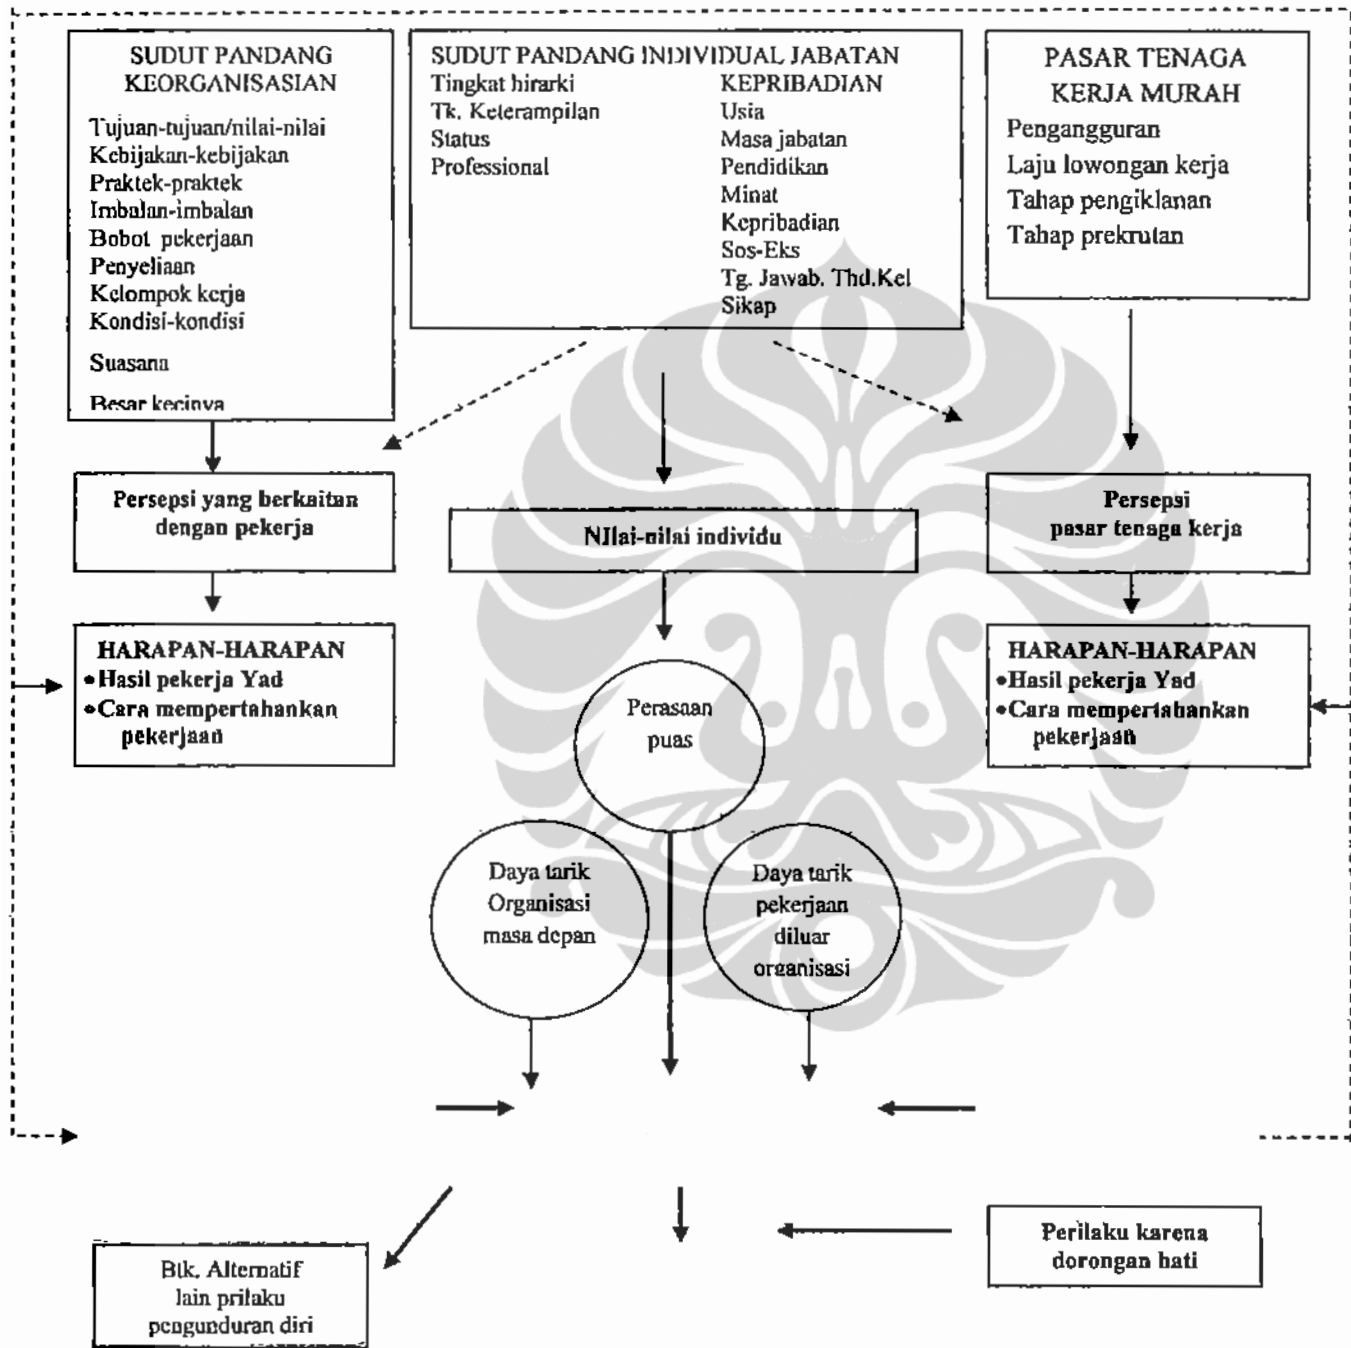 SUDUT PANDANG
KEORGANISASIAN
Tujuan-tujuan/nilai-nilai
Kebijakan-kebijakan
Praktek-praktek
Imbalan-imbalan
Bobot pekerjaan
Penyeliaan
Kelompok kerja
Kondisi-kondisi
Suasana
Besar kecinya
SUDUT PANDANG INDIVIDUAL JABATAN
Tingkat hirarki
Tk. Keterampilan
Status
Professional
KEPRIBADIAN
Usia
Masa jabatan
Pendidikan
Minat
Kepribadian
Sos-Eks
Tg. Jawab. Thd.Kel
Sikap
PASAR TENAGA
KERJA MURAH
Pengangguran
Laju lowongan kerja
Tahap pengiklanan
Tahap prekrutan
Persepsi yang berkaitan
dengan pekerja
NIlai-nilai individu
Persepsi
pasar tenaga kerja
HARAPAN-HARAPAN
•Hasil pekerja Yad
•Cara mempertahankan
pekerjaan
Perasaan
puas
HARAPAN-HARAPAN
•Hasil pekerja Yad
•Cara mempertahankan
pekerjaan
Daya tarik
Organisasi
masa depan
Daya tarik
pekerjaan
diluar
organisasi
Perilaku karena
dorongan hati
Btk. Alternatif
lain prilaku
pengunduran diri